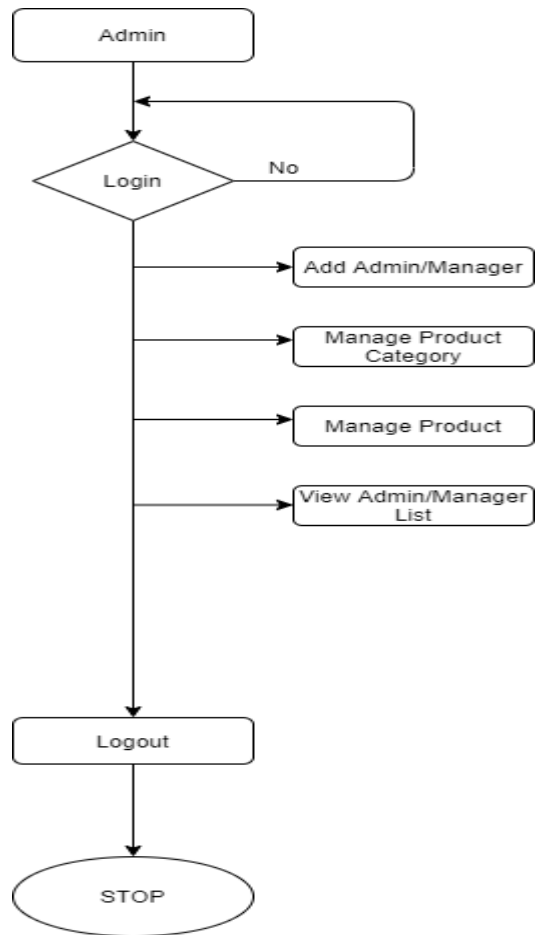 Admin
Login
No
Add Admin/Manager
Manage Product
Category
Manage Product
View Admin/Manager
List
Logout
STOP